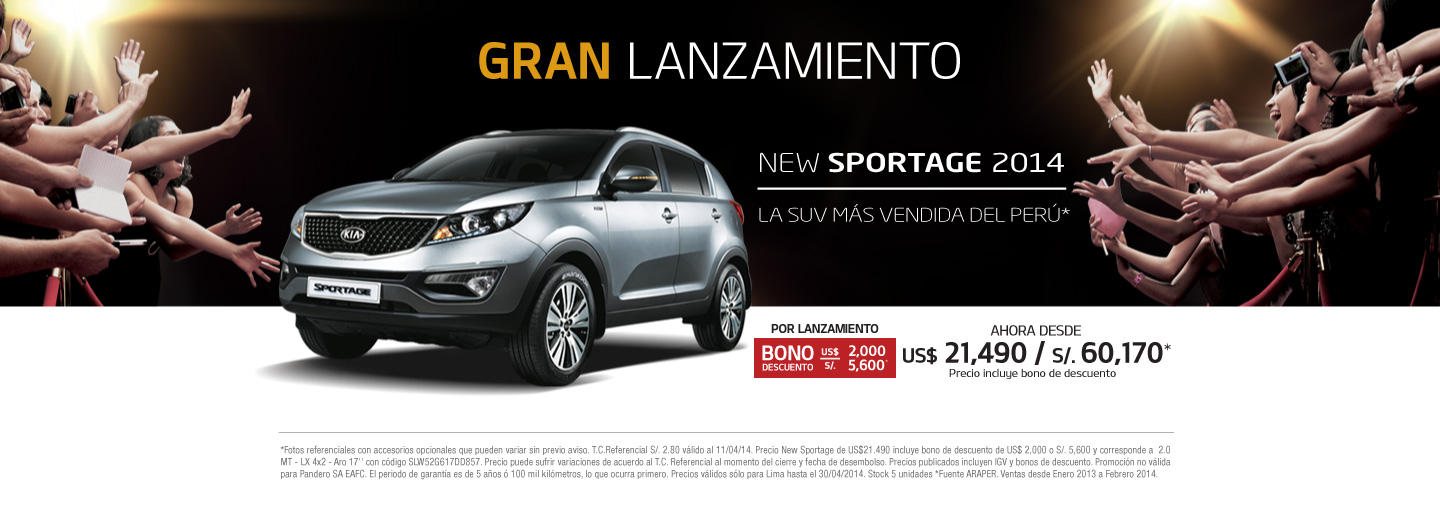 GRAN LANZAMIENTO
NEW SPORTAGE 2014
LA SUV MÁS VENDIDA DEL PERÚ*
KIA
SPORTAGE
POR LANZAMIENTO
BONO DESCUENTO US$ 2,000
S/. 5,600*
AHORA DESDE
US$ 21,490 / S/. 60,170*
Precio incluye bono de descuento
*Fotos referenciales con accesorios opcionales que pueden variar sin previo aviso. T.C.Referencial S/. 2.80 válido al 11/04/14. Precio New Sportage de US$21.490 incluye bono de descuento de US$ 2,000 o S/. 5,600 y corresponde a 2.0
MT - LX 4x2 - Aro 17'' con código SLW52G617DD857. Precio puede sufrir variaciones de acuerdo al T.C. Referencial al momento del cierre y fecha de desembolso. Precios publicados incluyen IGV y bonos de descuento. Promoción no válida
para Pandero SA EAFC. El periodo de garantía es de 5 años ó 100 mil kilómetros, lo que ocurra primero. Precios válidos sólo para Lima hasta el 30/04/2014. Stock 5 unidades *Fuente ARAPER. Ventas desde Enero 2013 a Febrero 2014.